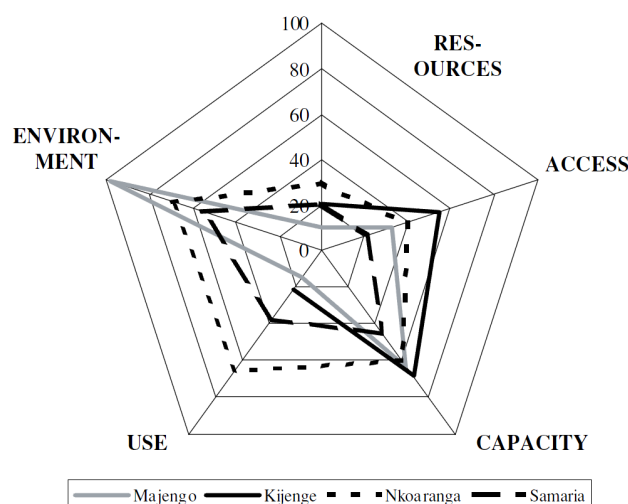 100
RES-
OURCES
80
60
ENVIRON-
MENT
40
ACCESS
20
0
USE
CAPACITY
Majengo Kijenge Nkoaranga Samaria